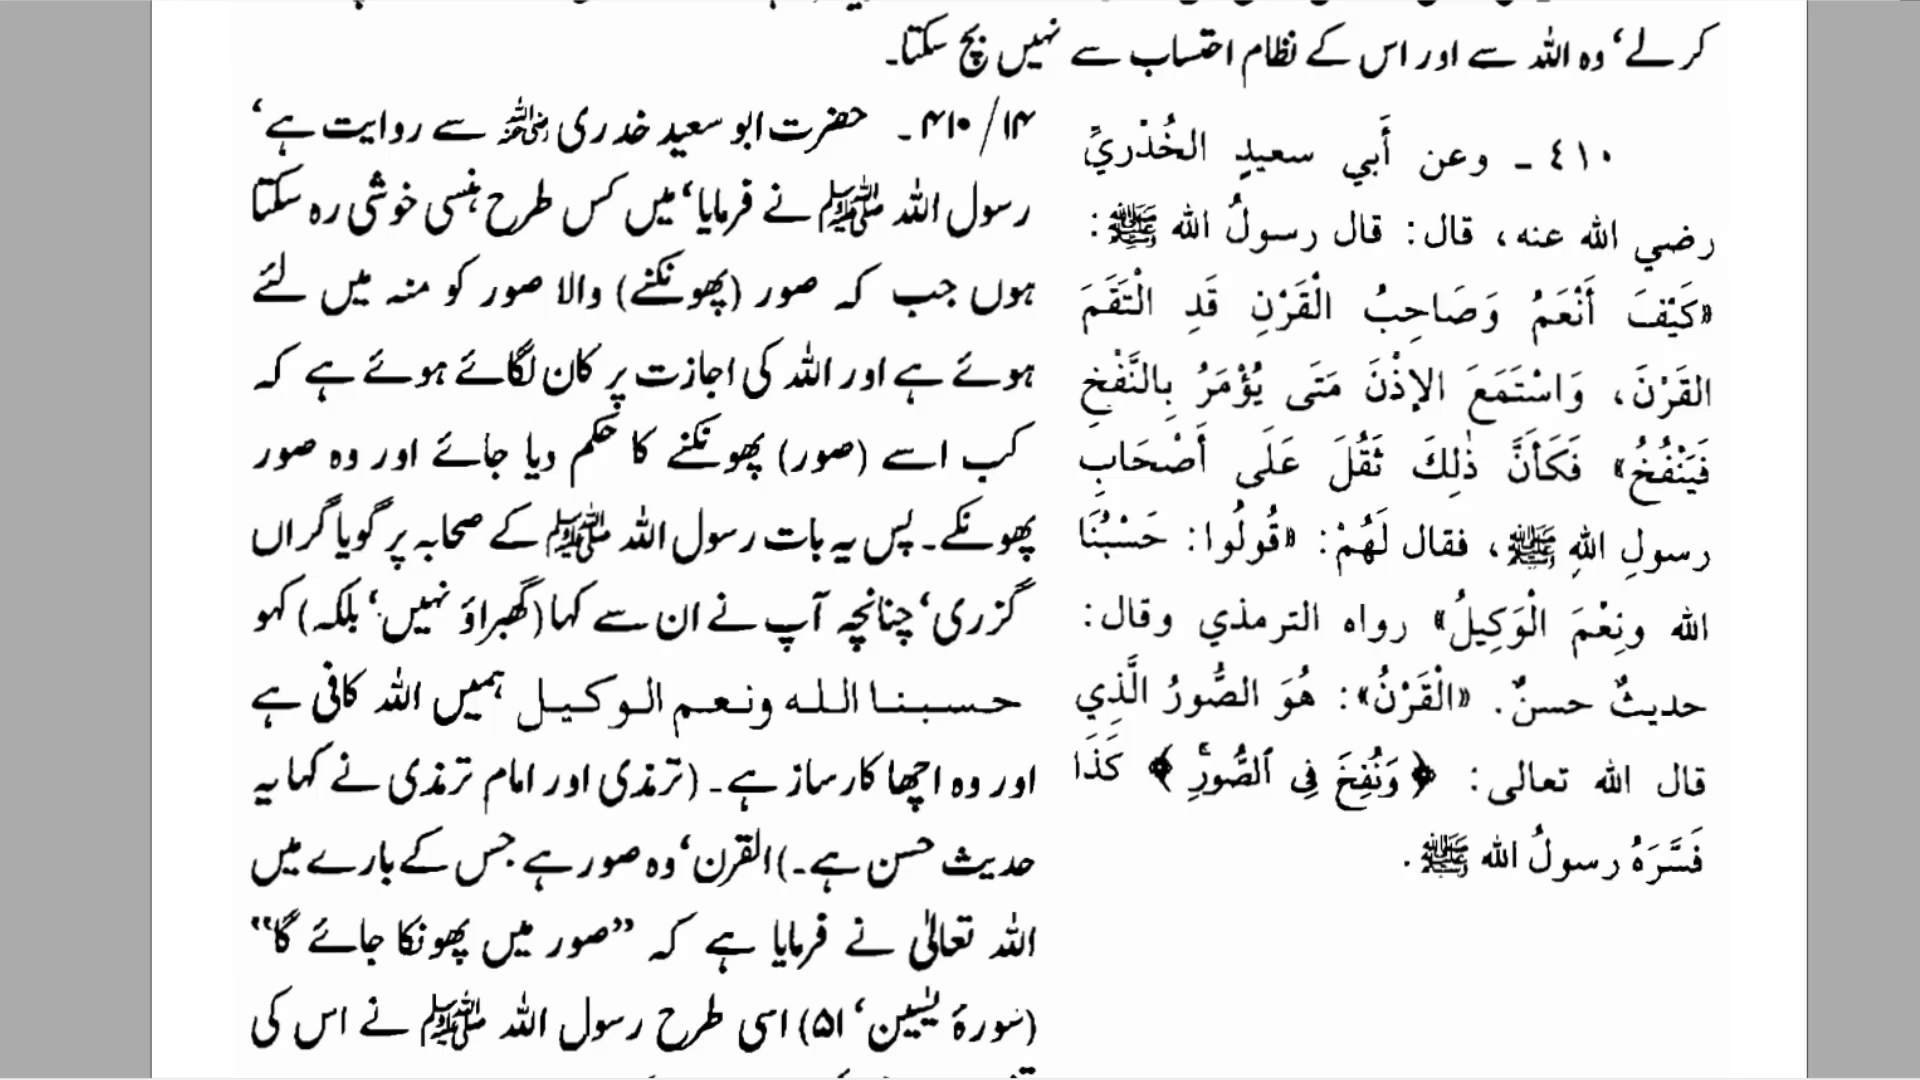 کرلے‘ وہ اللہ سے اور اس کے نظام احتساب سے نہیں بچ سکتا۔
٤١٠ ـ وعن أَبي سعيدٍ الخُدْريِّ
رضي الله عنه، قال: قال رسولُ الله ﷺ:
«كَيْفَ أَنْعَمُ وَصَاحِبُ الْقَرْنِ قَدِ الْتَقَمَ
القَرْنَ، وَاسْتَمَعَ الإِذْنَ مَتَى يُؤْمَرُ بِالنَّفْخِ
فَيَنْفُخُ» فَكَأَنَّ ذٰلِكَ ثَقُلَ عَلَى أَصْحَابِ
رسولِ اللهِ ﷺ، فقال لَهُمْ: «قُولُوا: حَسْبُنَا
الله ونِعْمَ الْوَكِيلُ» رواه الترمذي وقال:
حديثٌ حسنٌ. «الْقَرْنُ»: هُوَ الصُّورُ الَّذِي
قال الله تعالى: ﴿وَنُفِخَ فِى ٱلصُّورِ﴾ كَذَا
فَسَّرَهُ رسولُ الله ﷺ.
۱۴/۴۱۰۔ حضرت ابو سعید خدری رضی اللہ عنہ سے روایت ہے‘
رسول اللہ ﷺ نے فرمایا‘ میں کس طرح ہنسی خوشی رہ سکتا
ہوں جب کہ صور (پھونکنے) والا صور کو منہ میں لئے
ہوئے ہے اور اللہ کی اجازت پر کان لگائے ہوئے ہے کہ
کب اسے (صور) پھونکنے کا حکم دیا جائے اور وہ صور
پھونکے۔ پس یہ بات رسول اللہ ﷺ کے صحابہ پر گویا گراں
گزری‘ چنانچہ آپ نے ان سے کہا (گھبراؤ نہیں‘ بلکہ) کہو
حسبنا الله ونعم الوكيل ہمیں اللہ کافی ہے
اور وہ اچھا کارساز ہے۔ (ترمذی اور امام ترمذی نے کہا یہ
حدیث حسن ہے۔) القرن‘ وہ صور ہے جس کے بارے میں
اللہ تعالیٰ نے فرمایا ہے کہ ”صور میں پھونکا جائے گا“
(سورۂ یٰسین‘ ۵۱) اسی طرح رسول اللہ ﷺ نے اس کی